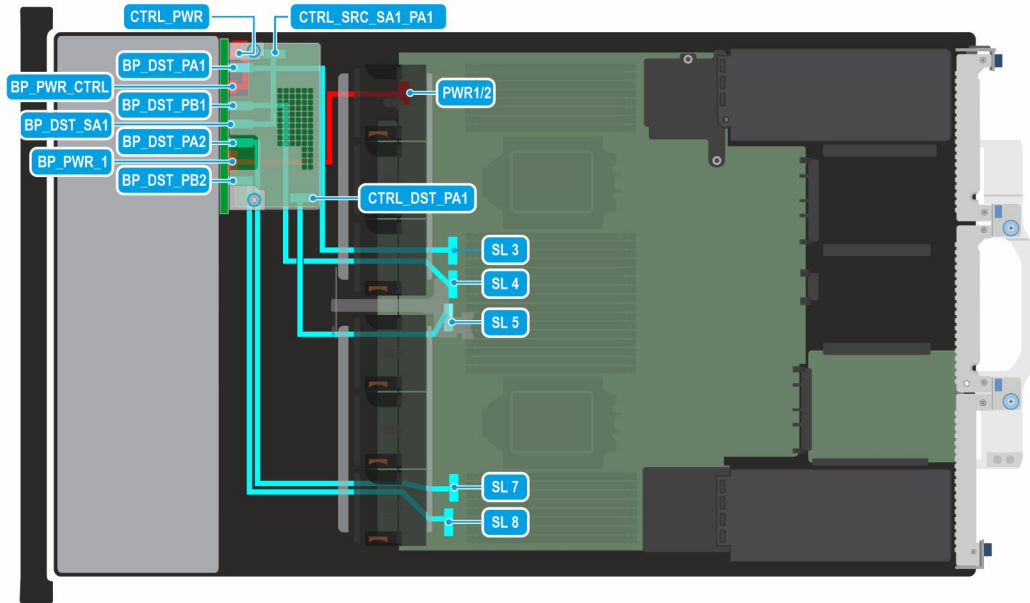 CTRL_PWR
CTRL_SRC_SA1_PA1
BP_DST_PA1
BP_PWR_CTRL
PWR1/2
BP_DST_PB1
BP_DST_SA1
BP_DST_PA2
BP_PWR_1
BP_DST_PB2
CTRL_DST_PA1
SL 3
SL 4
SL 5
SL 7
SL 8